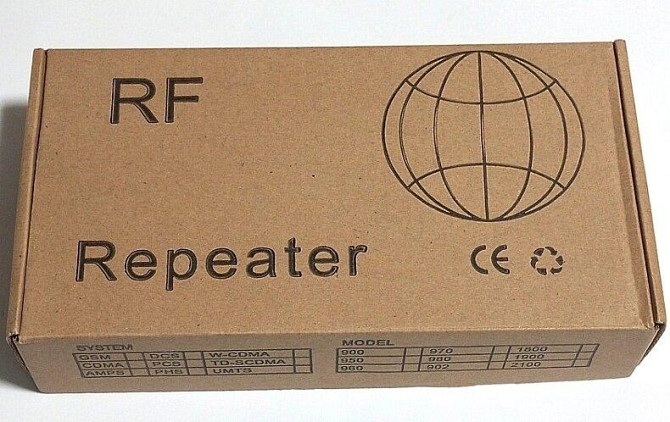 RF
Repeater
CE
SYSTEM
GSM DCS W-CDMA
CDMA PCS TD-SCDMA
AMPS PHS UMTS
MODEL
900 970 1800
950 980 1900
960 902 2100